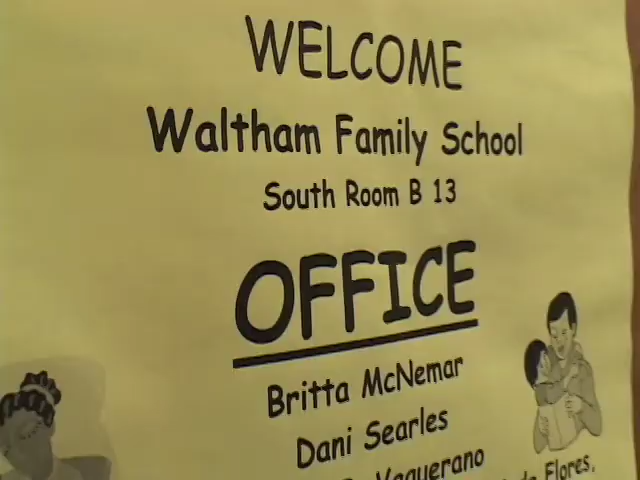 WELCOME
Waltham Family School
South Room B 13
OFFICE
Britta McNemar
Dani Searles
Vaquerano
Flores,